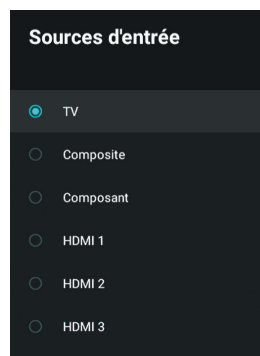 Sources d'entrée
TV
Composite
Composant
HDMI 1
HDMI 2
HDMI 3